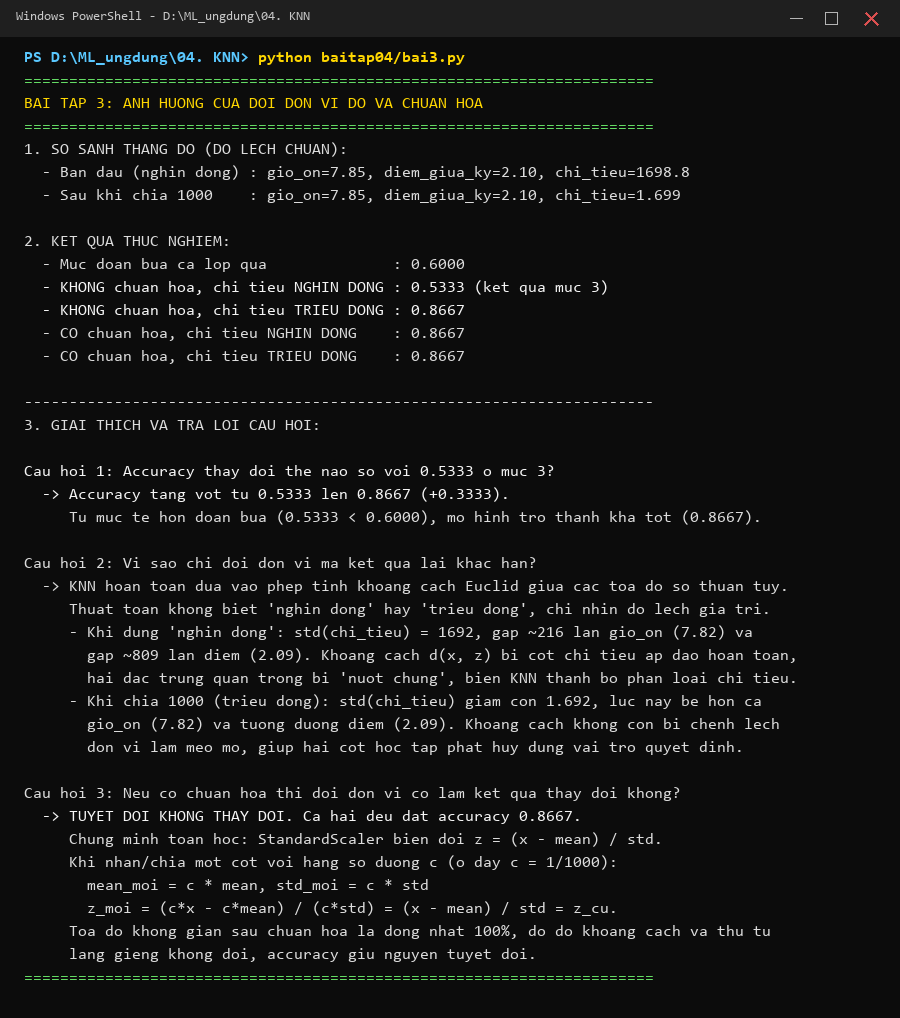 Windows PowerShell - D:\ML_ungdung\04. KNN
PS D:\ML_ungdung\04. KNN> python baitap04/bai3.py
======================================================================
BAI TAP 3: ANH HUONG CUA DOI DON VI DO VA CHUAN HOA
======================================================================
1. SO SANH THANG DO (DO LECH CHUAN):
  - Ban dau (nghin dong) : gio_on=7.85, diem_giua_ky=2.10, chi_tieu=1698.8
  - Sau khi chia 1000    : gio_on=7.85, diem_giua_ky=2.10, chi_tieu=1.699

2. KET QUA THUC NGHIEM:
  - Muc doan bua ca lop qua              : 0.6000
  - KHONG chuan hoa, chi tieu NGHIN DONG : 0.5333 (ket qua muc 3)
  - KHONG chuan hoa, chi tieu TRIEU DONG : 0.8667
  - CO chuan hoa, chi tieu NGHIN DONG    : 0.8667
  - CO chuan hoa, chi tieu TRIEU DONG    : 0.8667

----------------------------------------------------------------------
3. GIAI THICH VA TRA LOI CAU HOI:

Cau hoi 1: Accuracy thay doi the nao so voi 0.5333 o muc 3?
  -> Accuracy tang vot tu 0.5333 len 0.8667 (+0.3333).
     Tu muc te hon doan bua (0.5333 < 0.6000), mo hinh tro thanh kha tot (0.8667).

Cau hoi 2: Vi sao chi doi don vi ma ket qua lai khac han?
  -> KNN hoan toan dua vao phep tinh khoang cach Euclid giua cac toa do so thuan tuy.
     Thuat toan khong biet 'nghin dong' hay 'trieu dong', chi nhin do lech gia tri.
     - Khi dung 'nghin dong': std(chi_tieu) = 1692, gap ~216 lan gio_on (7.82) va
       gap ~809 lan diem (2.09). Khoang cach d(x, z) bi cot chi tieu ap dao hoan toan,
       hai dac trung quan trong bi 'nuot chung', bien KNN thanh bo phan loai chi tieu.
     - Khi chia 1000 (trieu dong): std(chi_tieu) giam con 1.692, luc nay be hon ca
       gio_on (7.82) va tuong duong diem (2.09). Khoang cach khong con bi chenh lech
       don vi lam meo mo, giup hai cot hoc tap phat huy dung vai tro quyet dinh.

Cau hoi 3: Neu co chuan hoa thi doi don vi co lam ket qua thay doi khong?
  -> TUYET DOI KHONG THAY DOI. Ca hai deu dat accuracy 0.8667.
     Chung minh toan hoc: StandardScaler bien doi z = (x - mean) / std.
     Khi nhan/chia mot cot voi hang so duong c (o day c = 1/1000):
       mean_moi = c * mean, std_moi = c * std
       z_moi = (c*x - c*mean) / (c*std) = (x - mean) / std = z_cu.
     Toa do khong gian sau chuan hoa la dong nhat 100%, do do khoang cach va thu tu
     lang gieng khong doi, accuracy giu nguyen tuyet doi.
======================================================================